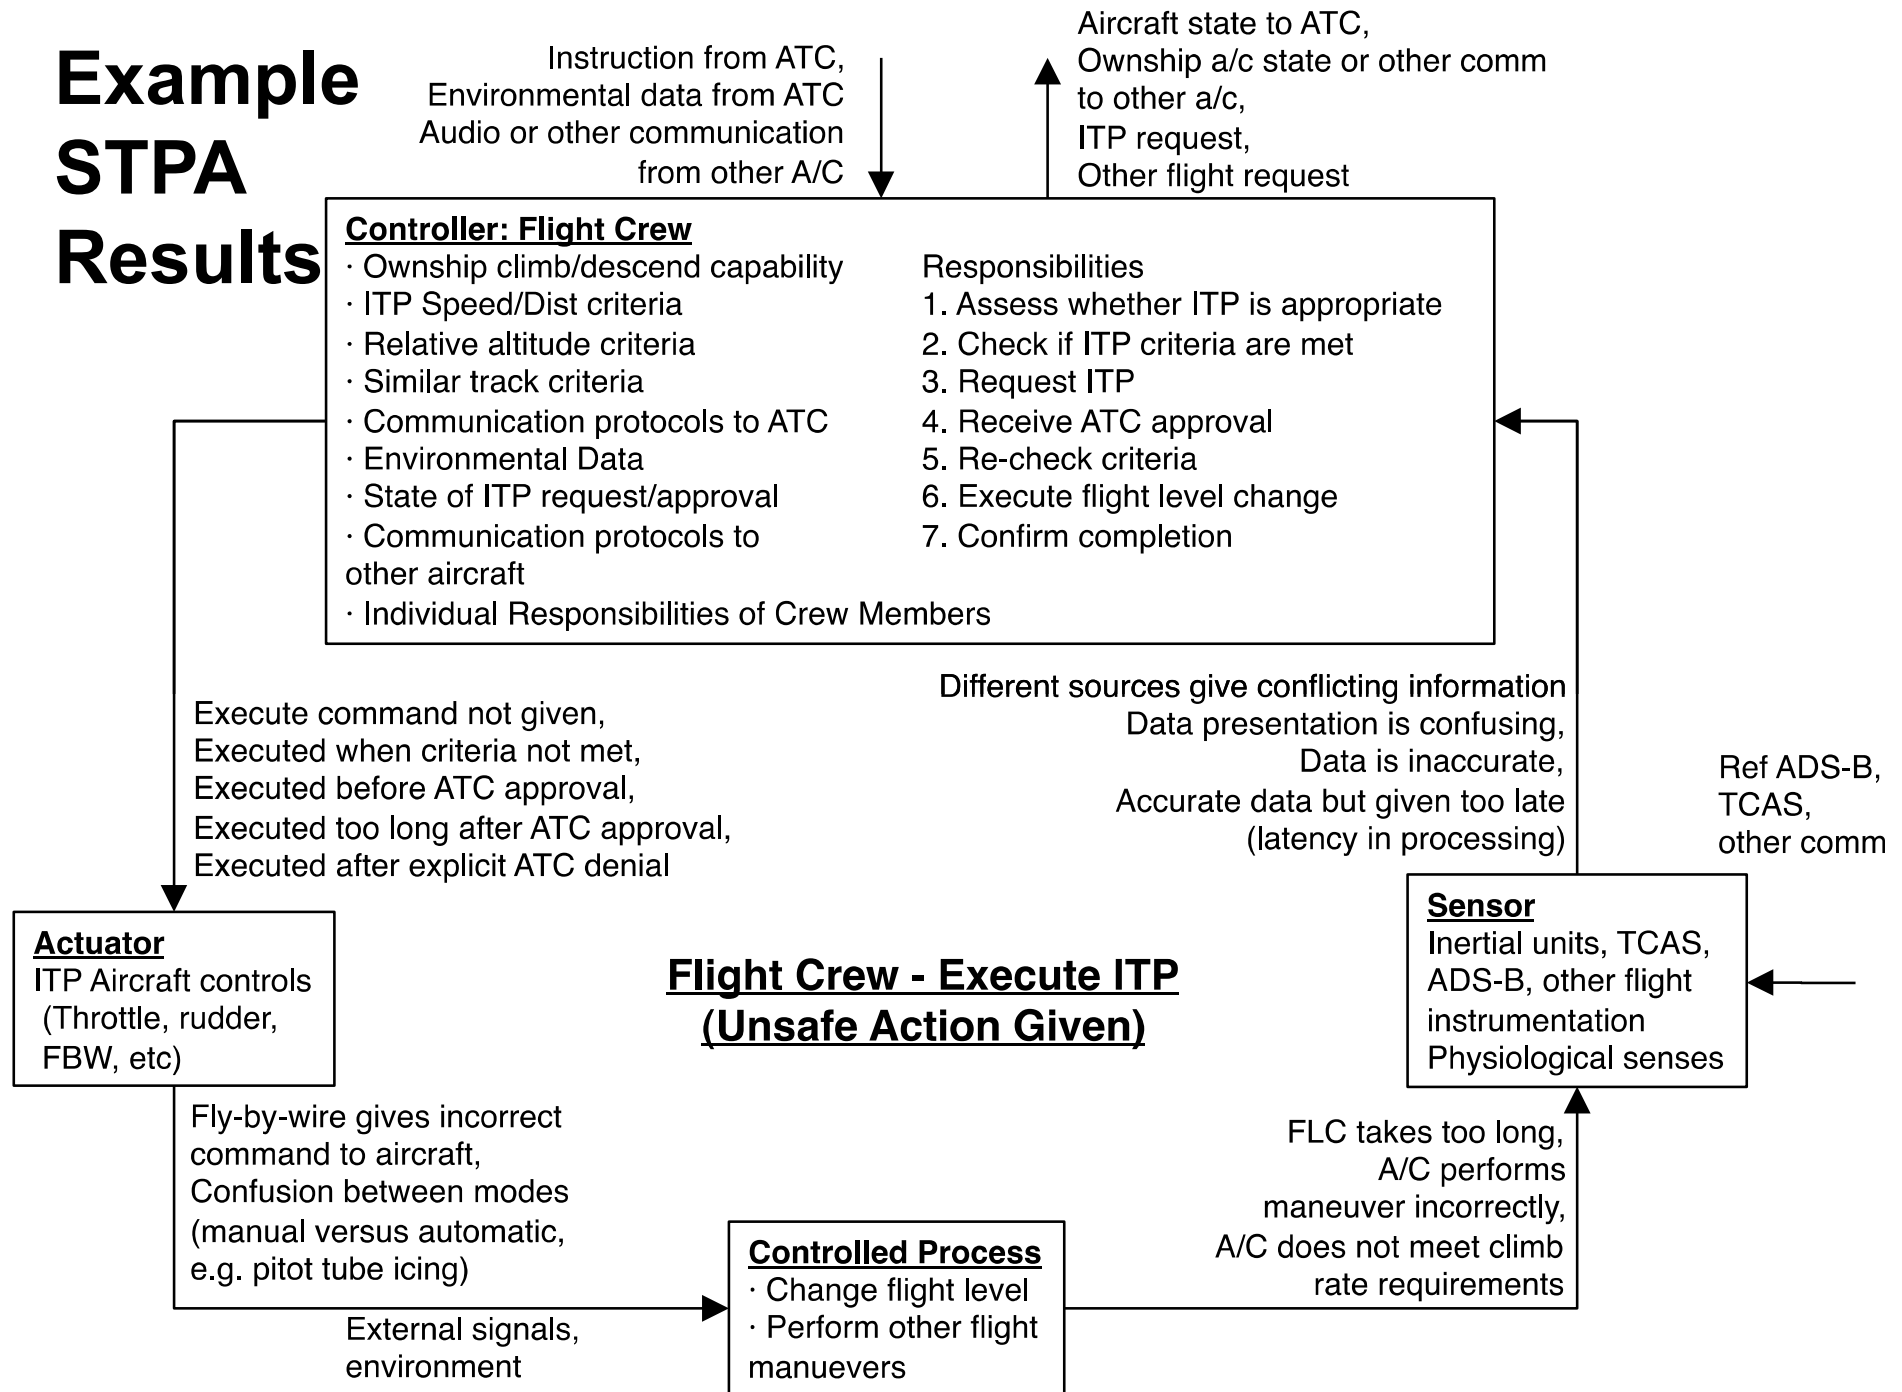 Example
STPA
Results
Instruction from ATC,
Environmental data from ATC
Audio or other communication
from other A/C
Aircraft state to ATC,
Ownship a/c state or other comm
to other a/c,
ITP request,
Other flight request
Controller: Flight Crew
· Ownship climb/descend capability
· ITP Speed/Dist criteria
· Relative altitude criteria
· Similar track criteria
· Communication protocols to ATC
· Environmental Data
· State of ITP request/approval
· Communication protocols to
other aircraft
· Individual Responsibilities of Crew Members
Responsibilities
1. Assess whether ITP is appropriate
2. Check if ITP criteria are met
3. Request ITP
4. Receive ATC approval
5. Re-check criteria
6. Execute flight level change
7. Confirm completion
Execute command not given,
Executed when criteria not met,
Executed before ATC approval,
Executed too long after ATC approval,
Executed after explicit ATC denial
Different sources give conflicting information
Data presentation is confusing,
Data is inaccurate,
Accurate data but given too late
(latency in processing)
Ref ADS-B,
TCAS,
other comm
Actuator
ITP Aircraft controls
(Throttle, rudder,
FBW, etc)
Flight Crew - Execute ITP
(Unsafe Action Given)
Sensor
Inertial units, TCAS,
ADS-B, other flight
instrumentation
Physiological senses
Fly-by-wire gives incorrect
command to aircraft,
Confusion between modes
(manual versus automatic,
e.g. pitot tube icing)
FLC takes too long,
A/C performs
maneuver incorrectly,
A/C does not meet climb
rate requirements
External signals,
environment
Controlled Process
· Change flight level
· Perform other flight
manuevers